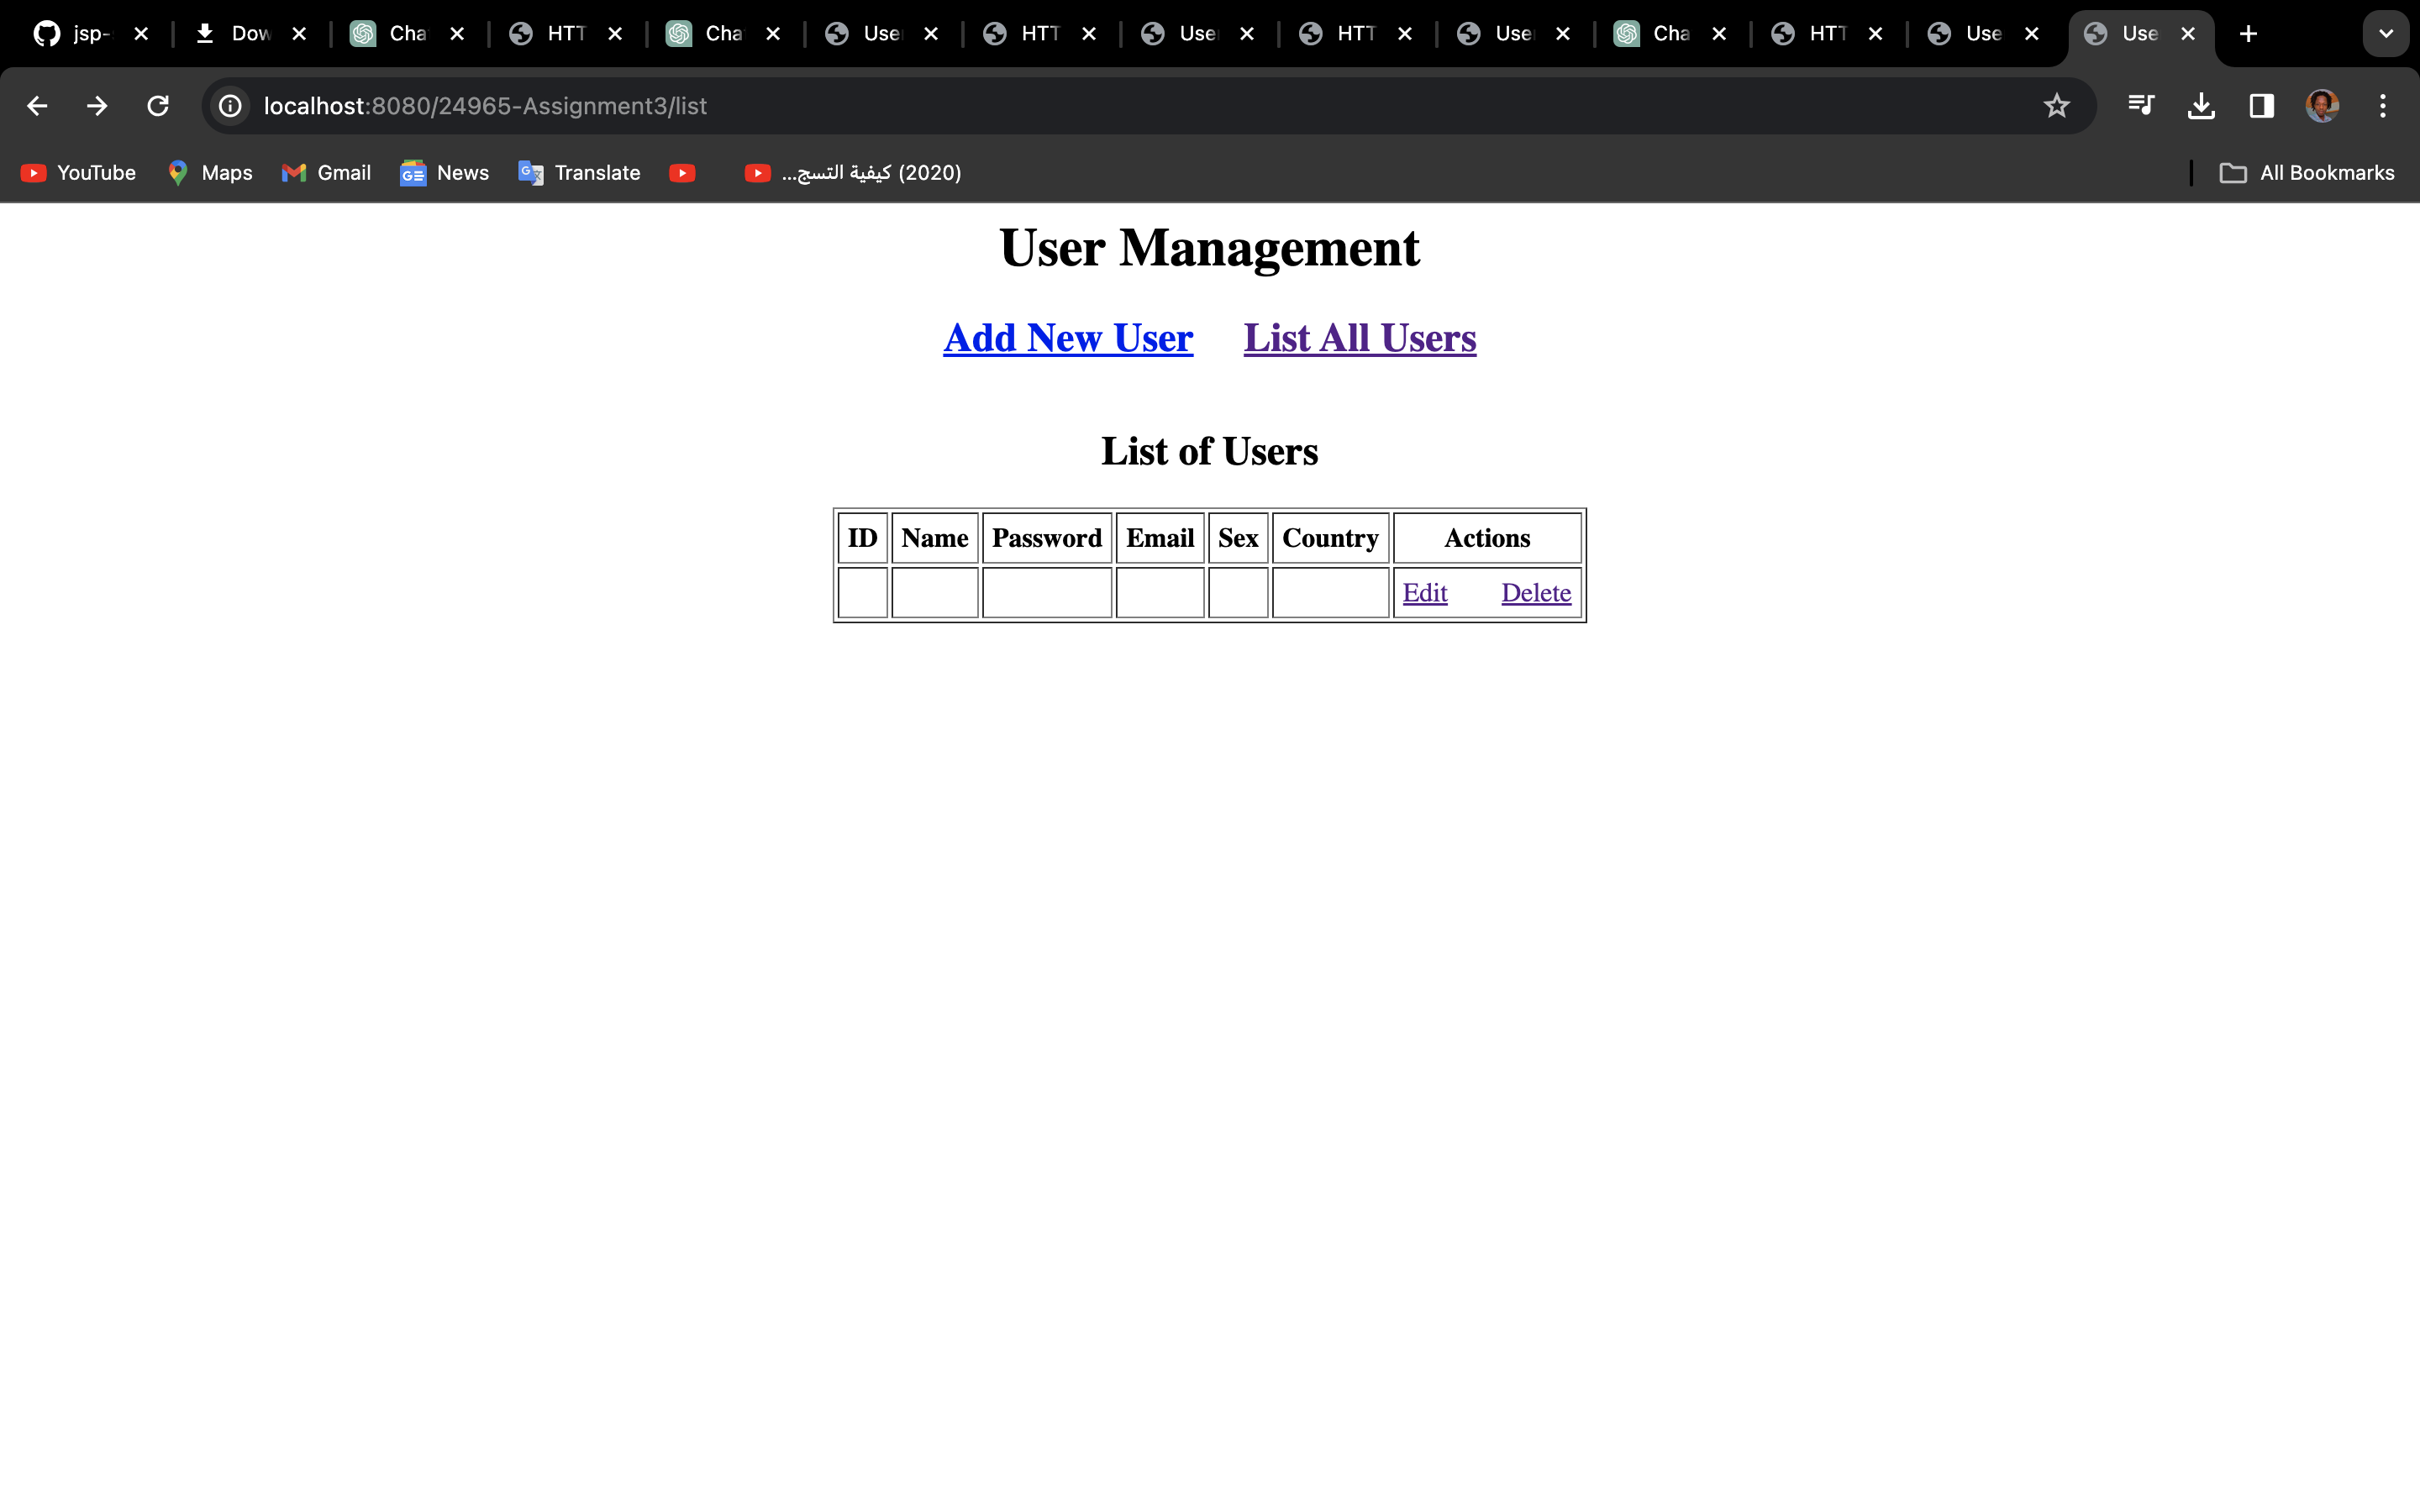 jsp- Dow Cha HTT Cha Use HTT Use HTT Use Cha HTT Use Use
localhost:8080/24965-Assignment3/list
YouTube Maps Gmail News Translate (2020) كيفية التسج... All Bookmarks
User Management
Add New User List All Users
List of Users
ID Name Password Email Sex Country Actions
Edit Delete